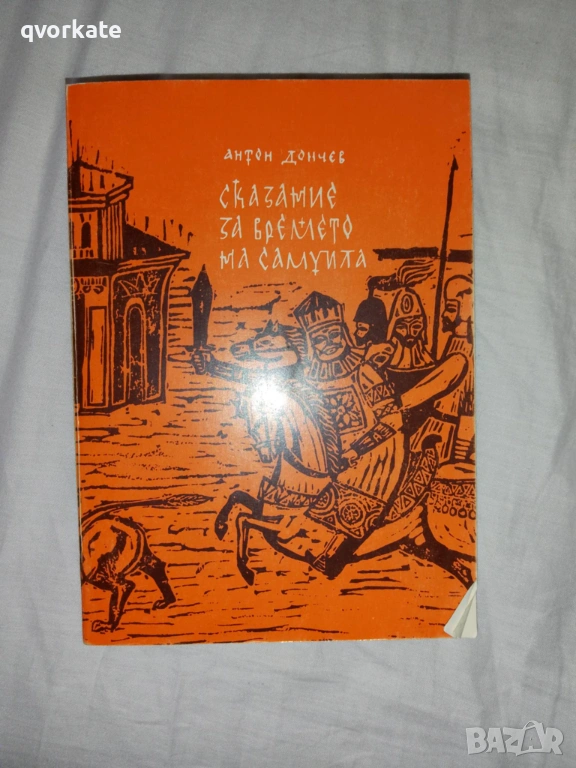 qvorkate
антон дончев
сказание
за времето
на самуила
BAZAR